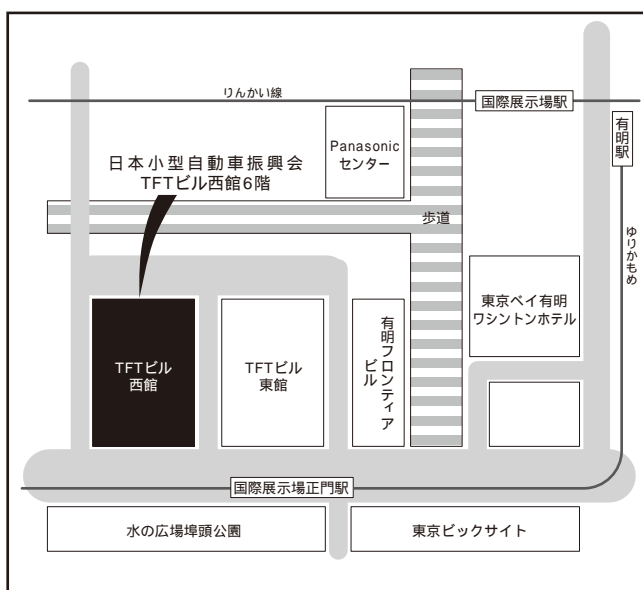 りんかい線
国際展示場駅
有明駅
Panasonic
センター
日本小型自動車振興会
TFTビル西館6階
歩道
ゆりかもめ
東京ベイ有明
ワシントンホテル
TFTビル
西館
TFTビル
東館
有明フロンティア
ビル
国際展示場正門駅
水の広場埠頭公園
東京ビックサイト